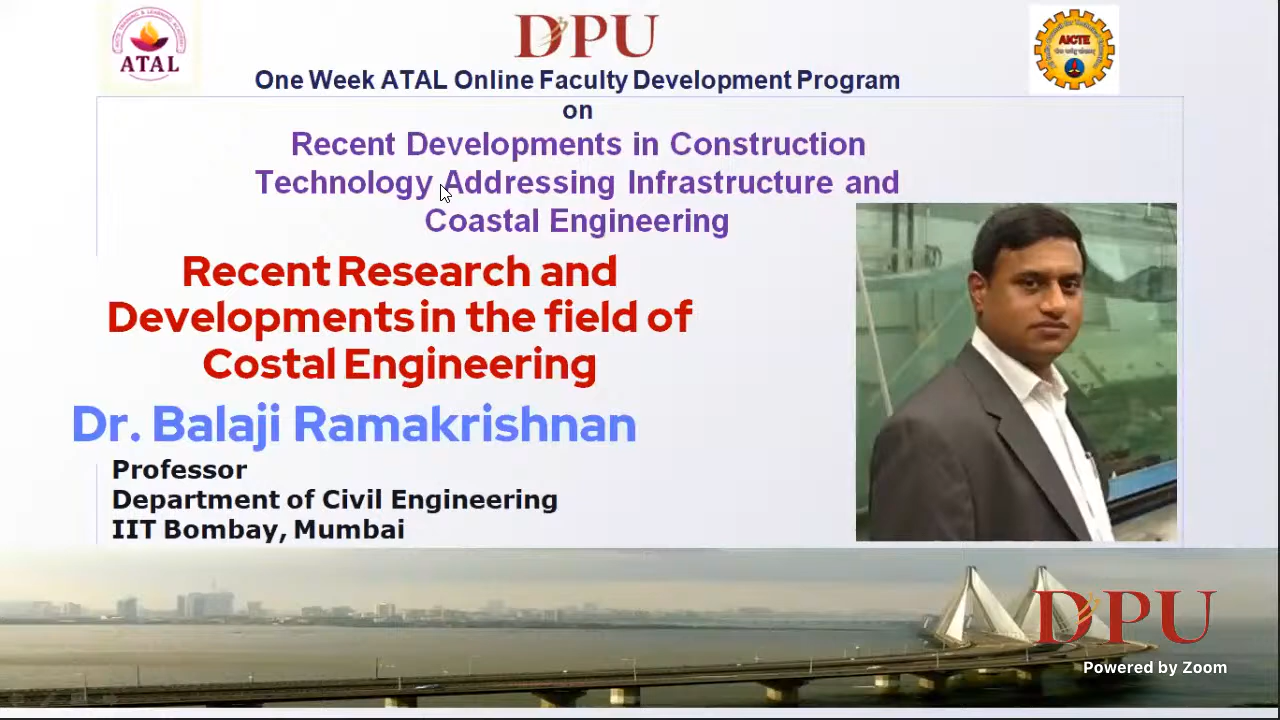 ATAL
DPU
AICTE
One Week ATAL Online Faculty Development Program
on
Recent Developments in Construction
Technology Addressing Infrastructure and
Coastal Engineering
Recent Research and
Developments in the field of
Costal Engineering
Dr. Balaji Ramakrishnan
Professor
Department of Civil Engineering
IIT Bombay, Mumbai
DPU
Powered by Zoom